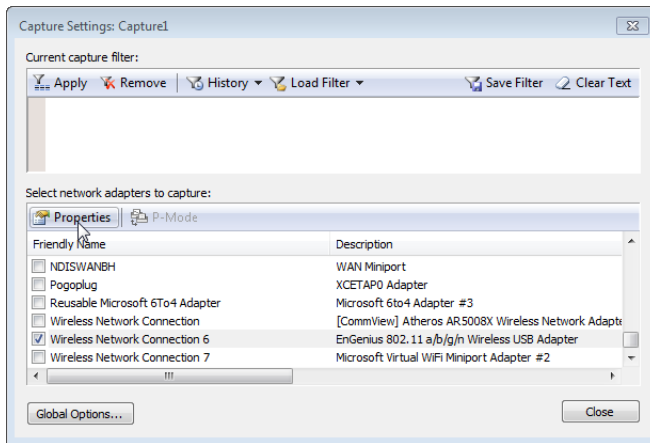 Capture Settings: Capture1
Current capture filter:
Apply Remove History Load Filter Save Filter Clear Text
Select network adapters to capture:
Properties P-Mode
Friendly Name Description
NDISWANBH WAN Miniport
Pogoplug XCETAP0 Adapter
Reusable Microsoft 6To4 Adapter Microsoft 6to4 Adapter #3
Wireless Network Connection [CommView] Atheros AR5008X Wireless Network Adapte
Wireless Network Connection 6 EnGenius 802.11 a/b/g/n Wireless USB Adapter
Wireless Network Connection 7 Microsoft Virtual WiFi Miniport Adapter #2
Global Options... Close